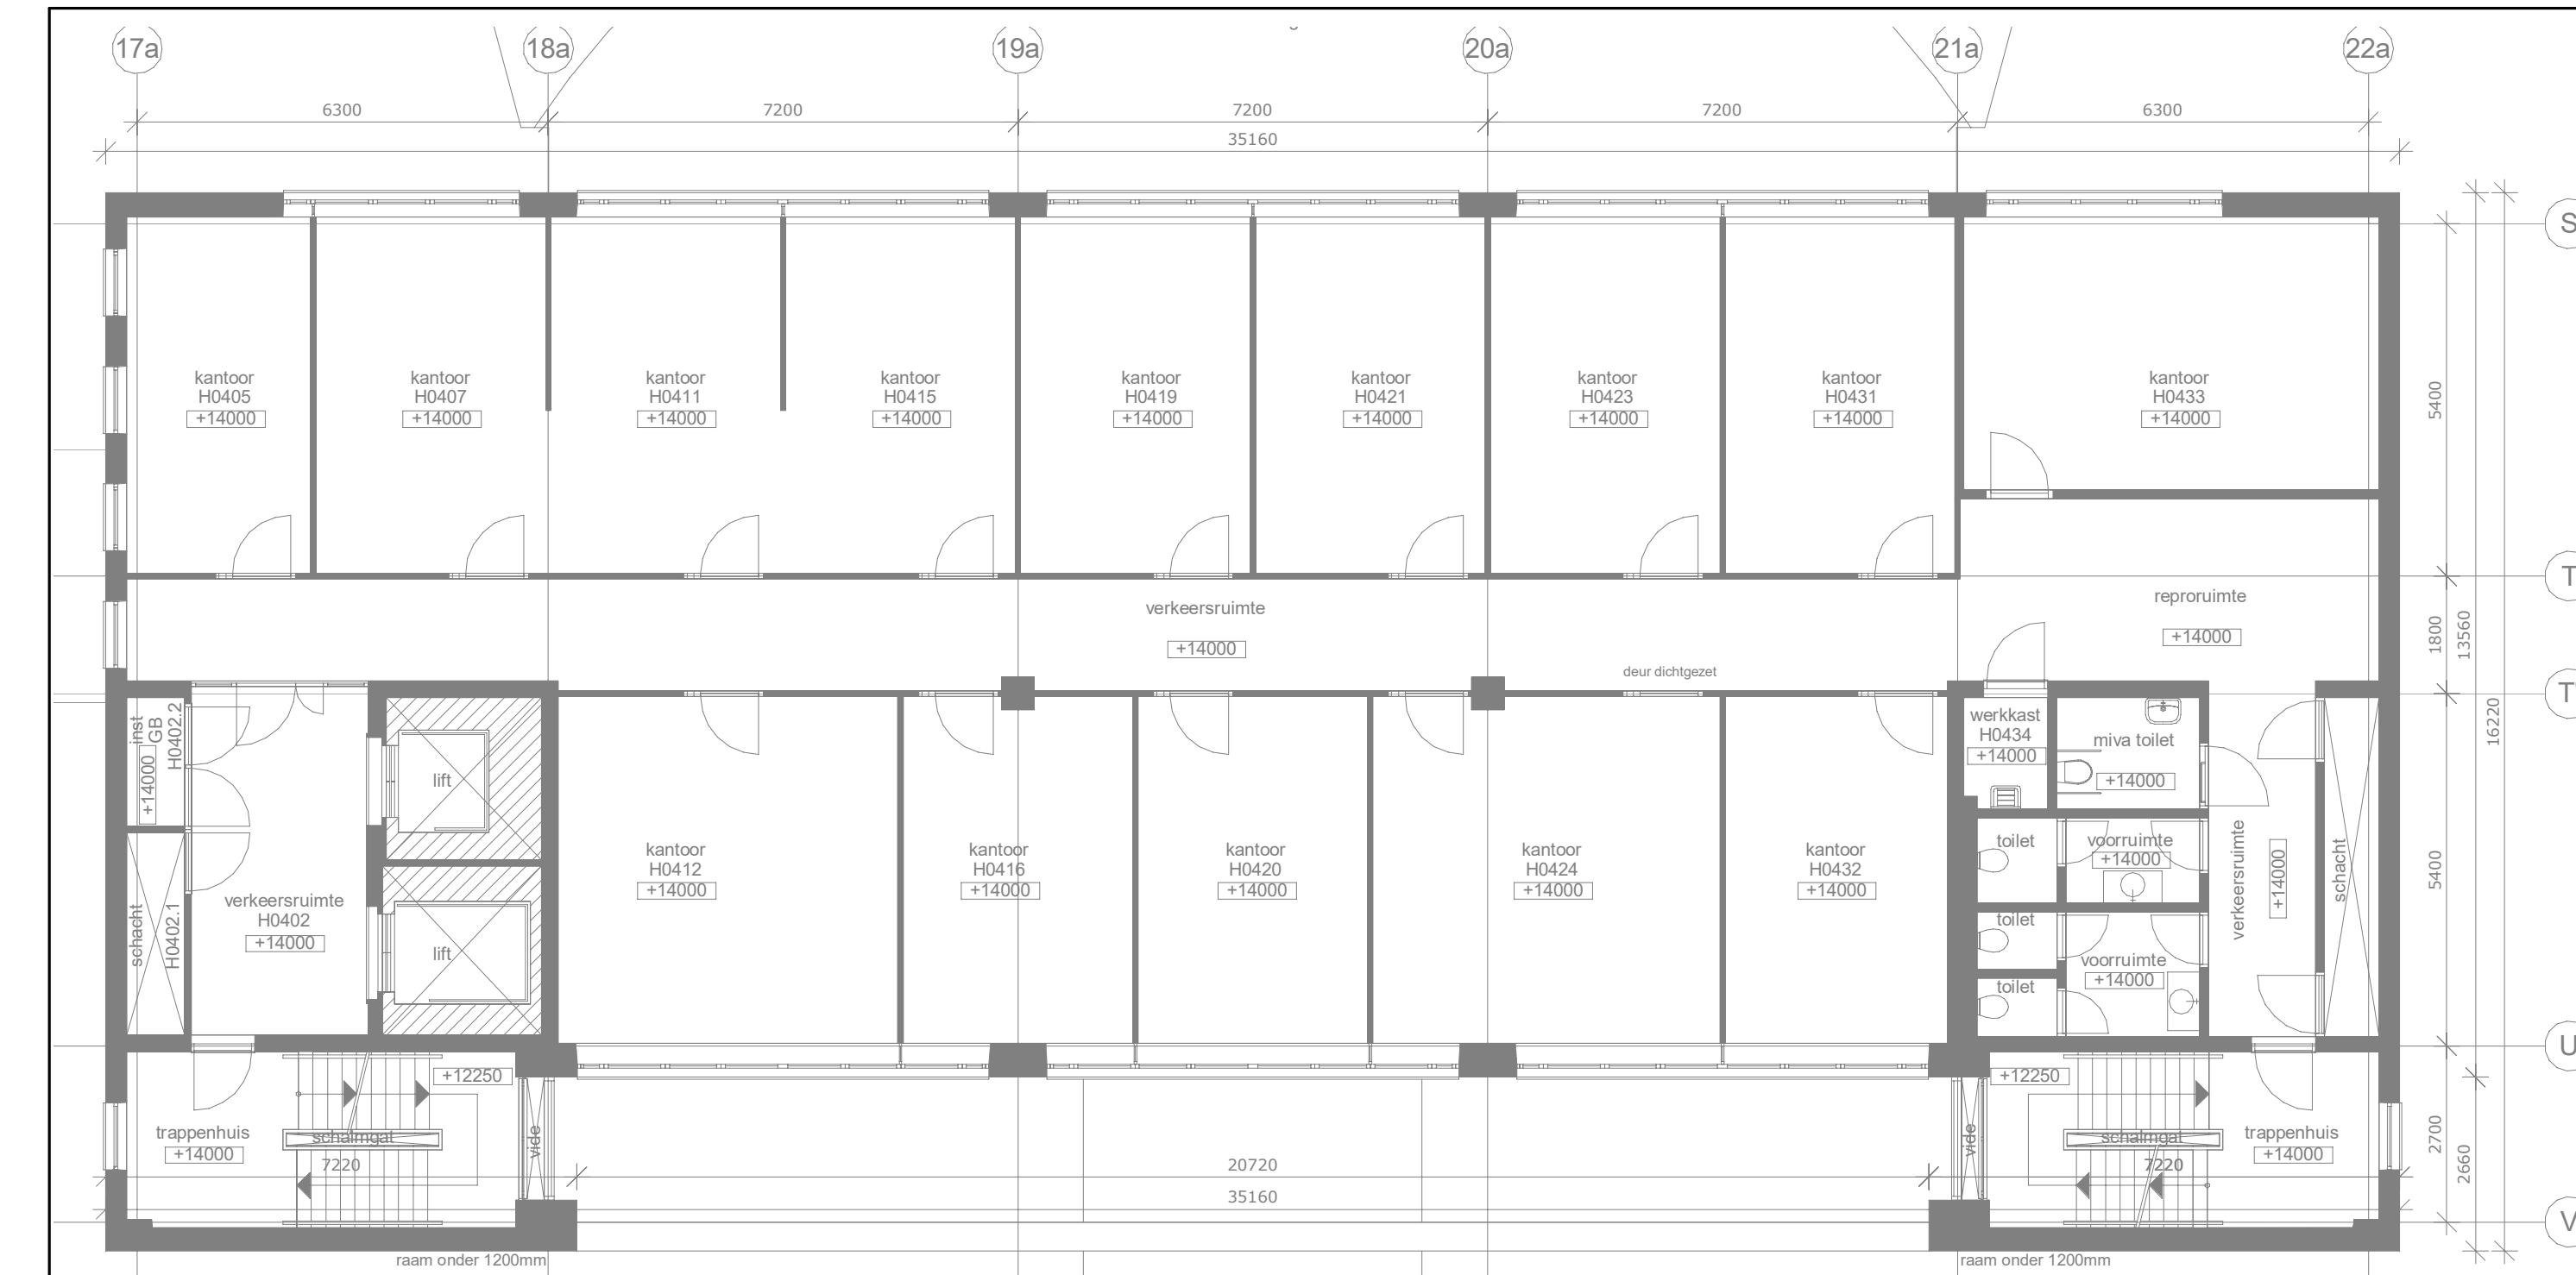 17a
18a
19a
20a
21a
22a
6300
7200
7200
7200
6300
35160
S
kantoor
H0405
+14000
kantoor
H0407
+14000
kantoor
H0411
+14000
kantoor
H0415
+14000
kantoor
H0419
+14000
kantoor
H0421
+14000
kantoor
H0423
+14000
kantoor
H0431
+14000
kantoor
H0433
+14000
5400
T
verkeersruimte
+14000
reproruimte
+14000
deur dichtgezet
1800
13560
16220
T
inst
GB
H0402.2
+14000
lift
werkkast
H0434
+14000
miva toilet
+14000
kantoor
H0412
+14000
kantoor
H0416
+14000
kantoor
H0420
+14000
kantoor
H0424
+14000
kantoor
H0432
+14000
toilet
voorruimte
+14000
verkeersruimte
+14000
schacht
5400
schacht
H0402.1
verkeersruimte
H0402
+14000
lift
toilet
voorruimte
+14000
toilet
U
+12250
+12250
trappenhuis
+14000
schalmgat
7220
vide
20720
35160
vide
schalmgat
7220
trappenhuis
+14000
2700
2660
V
raam onder 1200mm
raam onder 1200mm